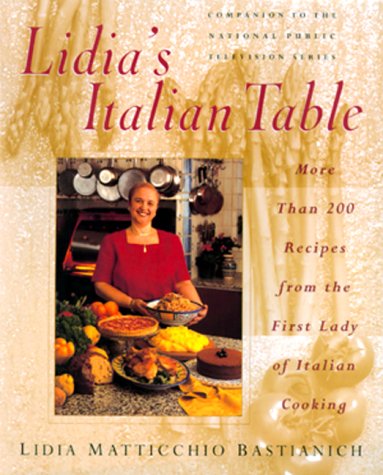 COMPANION TO THE
NATIONAL PUBLIC
TELEVISION SERIES
Lidia's
Italian Table
More
Than 200
Recipes
from the
First Lady
of Italian
Cooking
LIDIA MATTICCHIO BASTIANICH